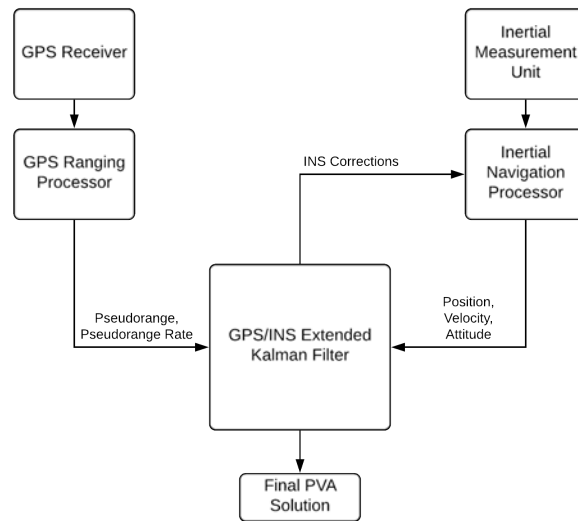 GPS Receiver
Inertial
Measurement
Unit
GPS Ranging
Processor
INS Corrections
Inertial
Navigation
Processor
Pseudorange,
Pseudorange Rate
GPS/INS Extended
Kalman Filter
Position,
Velocity,
Attitude
Final PVA
Solution